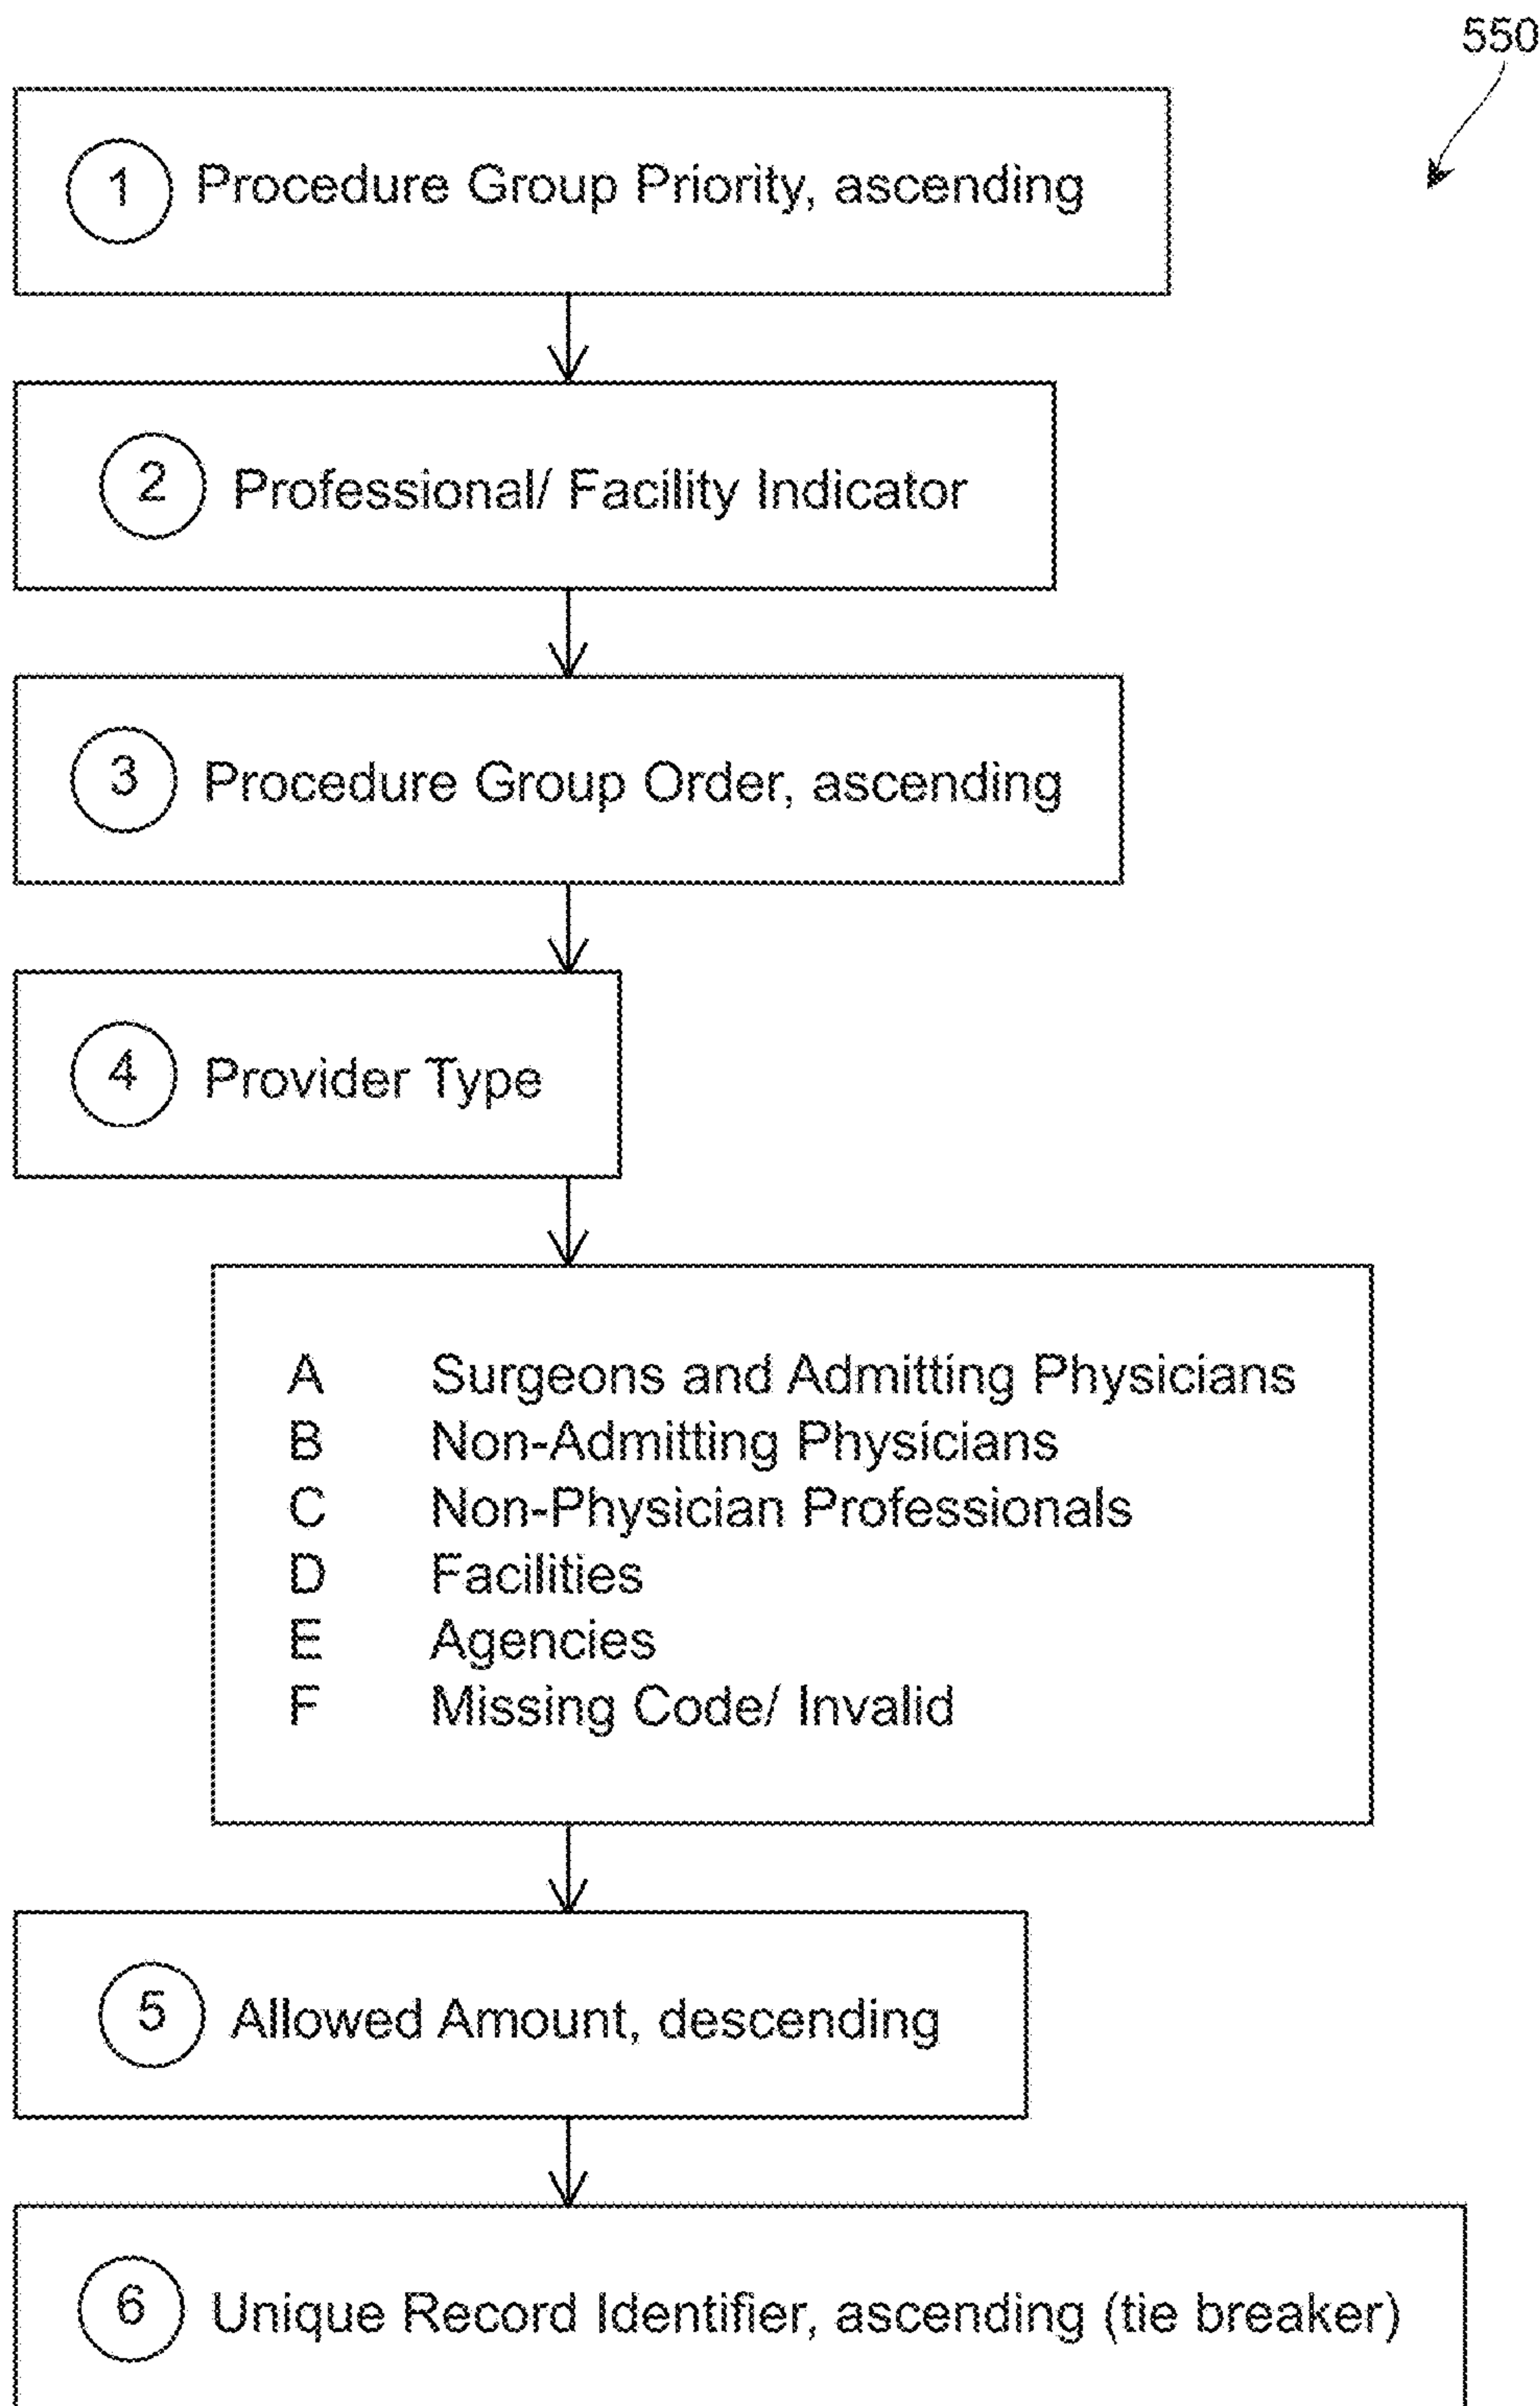 550
1 Procedure Group Priority, ascending
2 Professional/ Facility Indicator
3 Procedure Group Order, ascending
4 Provider Type
A Surgeons and Admitting Physicians
B Non-Admitting Physicians
C Non-Physician Professionals
D Facilities
E Agencies
F Missing Code/ Invalid
5 Allowed Amount, descending
6 Unique Record Identifier, ascending (tie breaker)